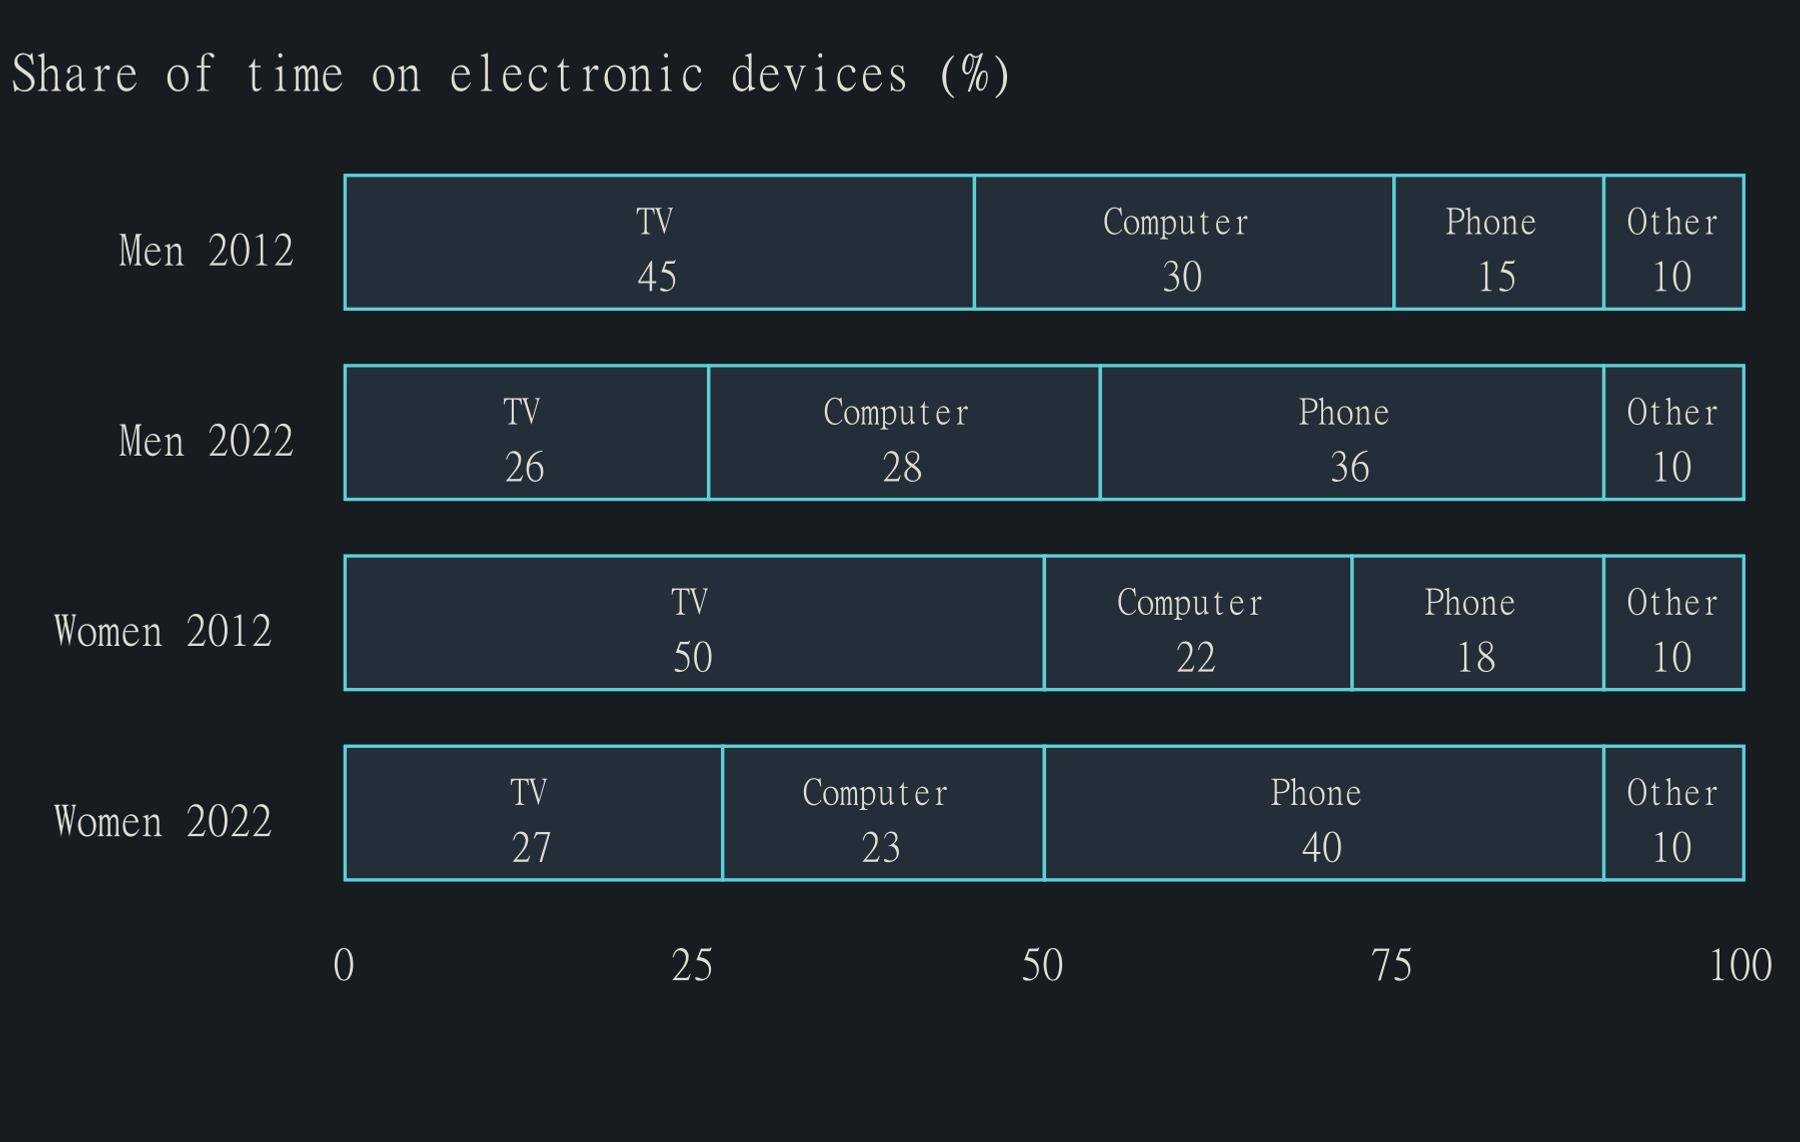 Share of time on electronic devices (%)
Men 2012
TV
45
Computer
30
Phone
15
Other
10
Men 2022
TV
26
Computer
28
Phone
36
Other
10
Women 2012
TV
50
Computer
22
Phone
18
Other
10
Women 2022
TV
27
Computer
23
Phone
40
Other
10
0 25 50 75 100